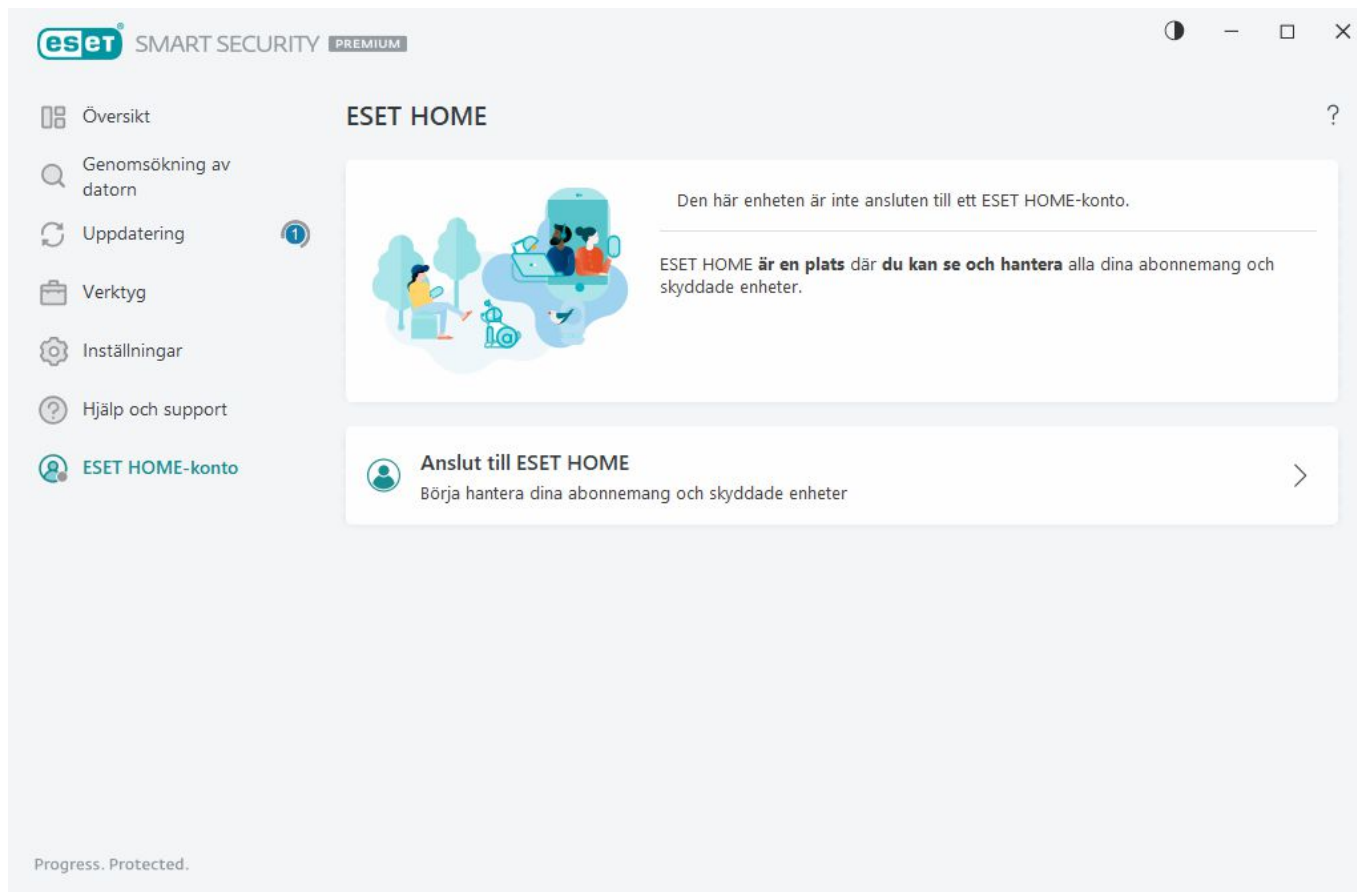 eset® SMART SECURITY PREMIUM
Översikt
Genomsökning av
datorn
Uppdatering 1
Verktyg
Inställningar
Hjälp och support
ESET HOME-konto
ESET HOME ?
Den här enheten är inte ansluten till ett ESET HOME-konto.
ESET HOME är en plats där du kan se och hantera alla dina abonnemang och
skyddade enheter.
Anslut till ESET HOME
Börja hantera dina abonnemang och skyddade enheter
Progress. Protected.